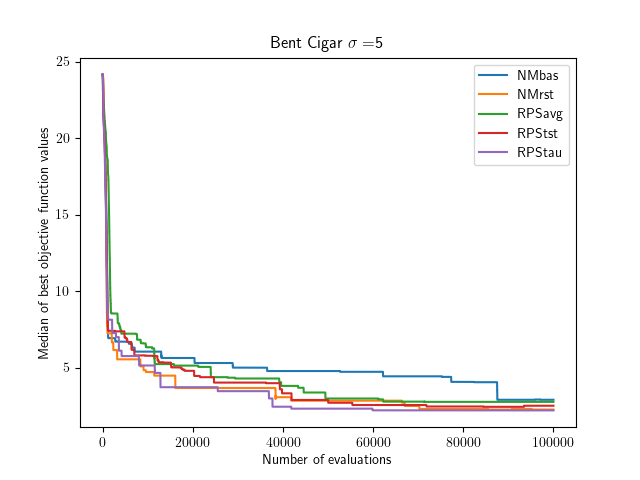 Bent Cigar σ =5
25
20
15
10
5
Median of best objective function values
0
20000
40000
60000
80000
100000
Number of evaluations
NMbas
NMrst
RPSavg
RPStst
RPStau